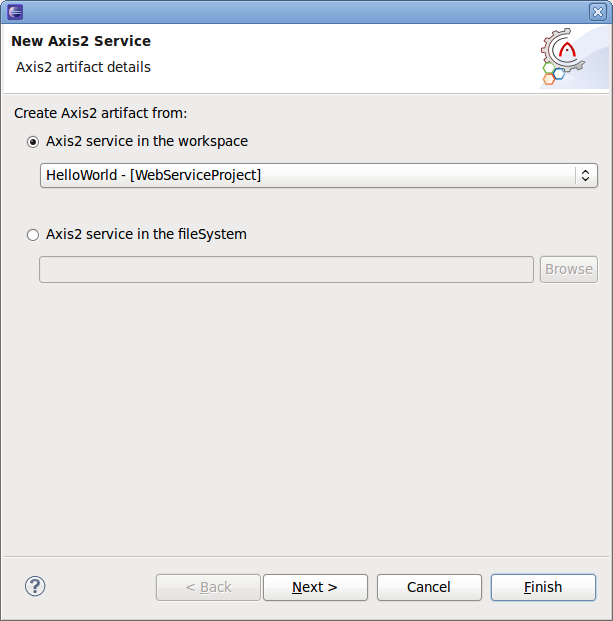 New Axis2 Service
Axis2 artifact details
Create Axis2 artifact from:
Axis2 service in the workspace
HelloWorld - [WebServiceProject]
Axis2 service in the fileSystem
Browse
? < Back Next > Cancel Finish